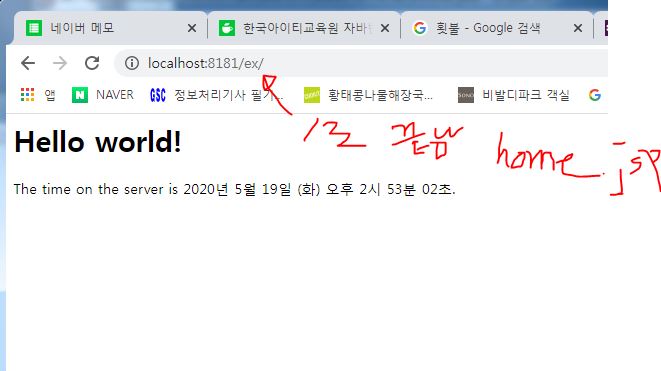 네이버 메모 한국아이티교육원 자바반 횟불 - Google 검색
localhost:8181/ex/
앱 NAVER GSC 정보처리기사 필기... 황태콩나물해장국... SONO 비발디파크 객실 G
/로 끝남 home.jsp
Hello world!
The time on the server is 2020년 5월 19일 (화) 오후 2시 53분 02초.